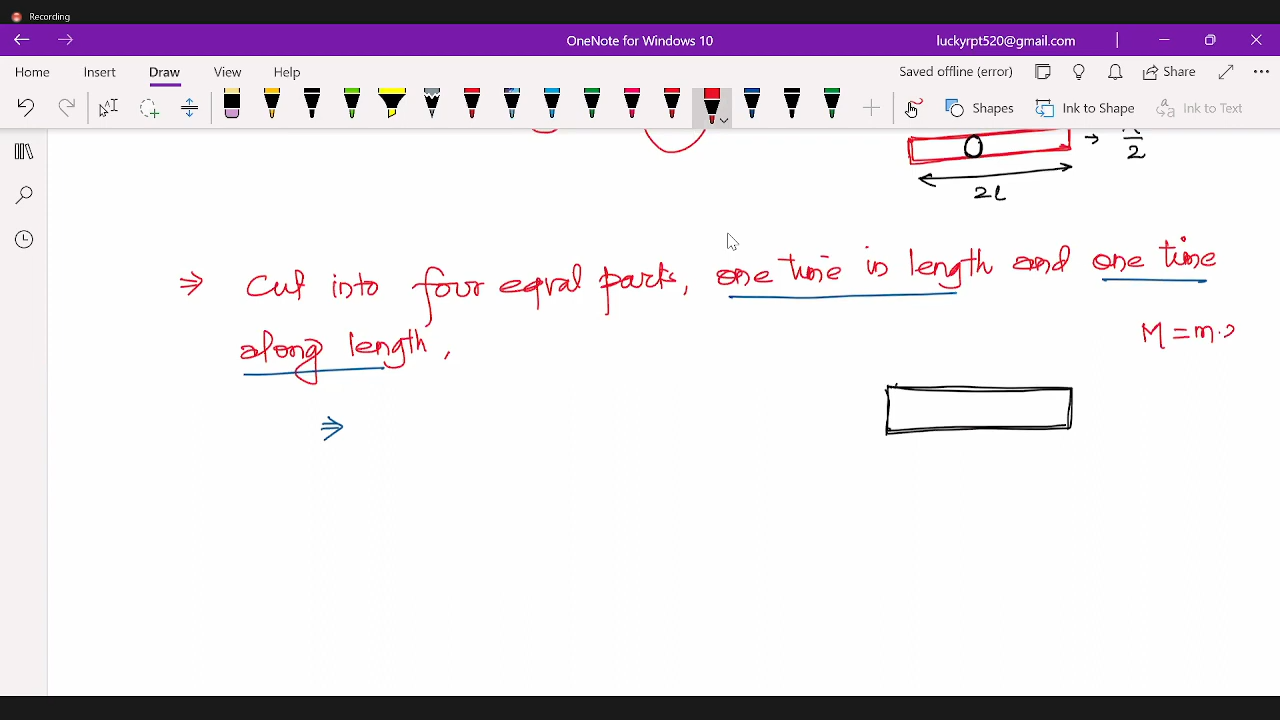 Recording
OneNote for Windows 10
luckyrpt520@gmail.com
Home Insert Draw View Help
Saved offline (error)
Share
Shapes
Ink to Shape
Ink to Text
→ 2
2l
⇒ Cut into four equal parts, one time in length and one time
along length,
M = m.
⇒